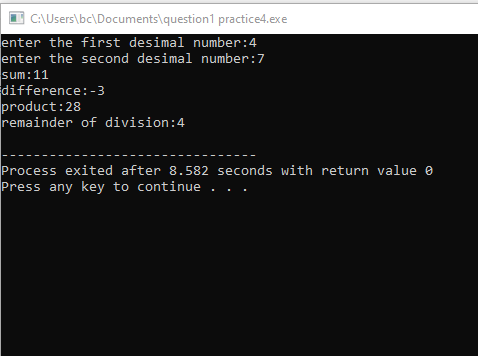 C:\Users\bc\Documents\question1 practice4.exe
enter the first desimal number:4
enter the second desimal number:7
sum:11
difference:-3
product:28
remainder of division:4
--------------------------------
Process exited after 8.582 seconds with return value 0
Press any key to continue . . .